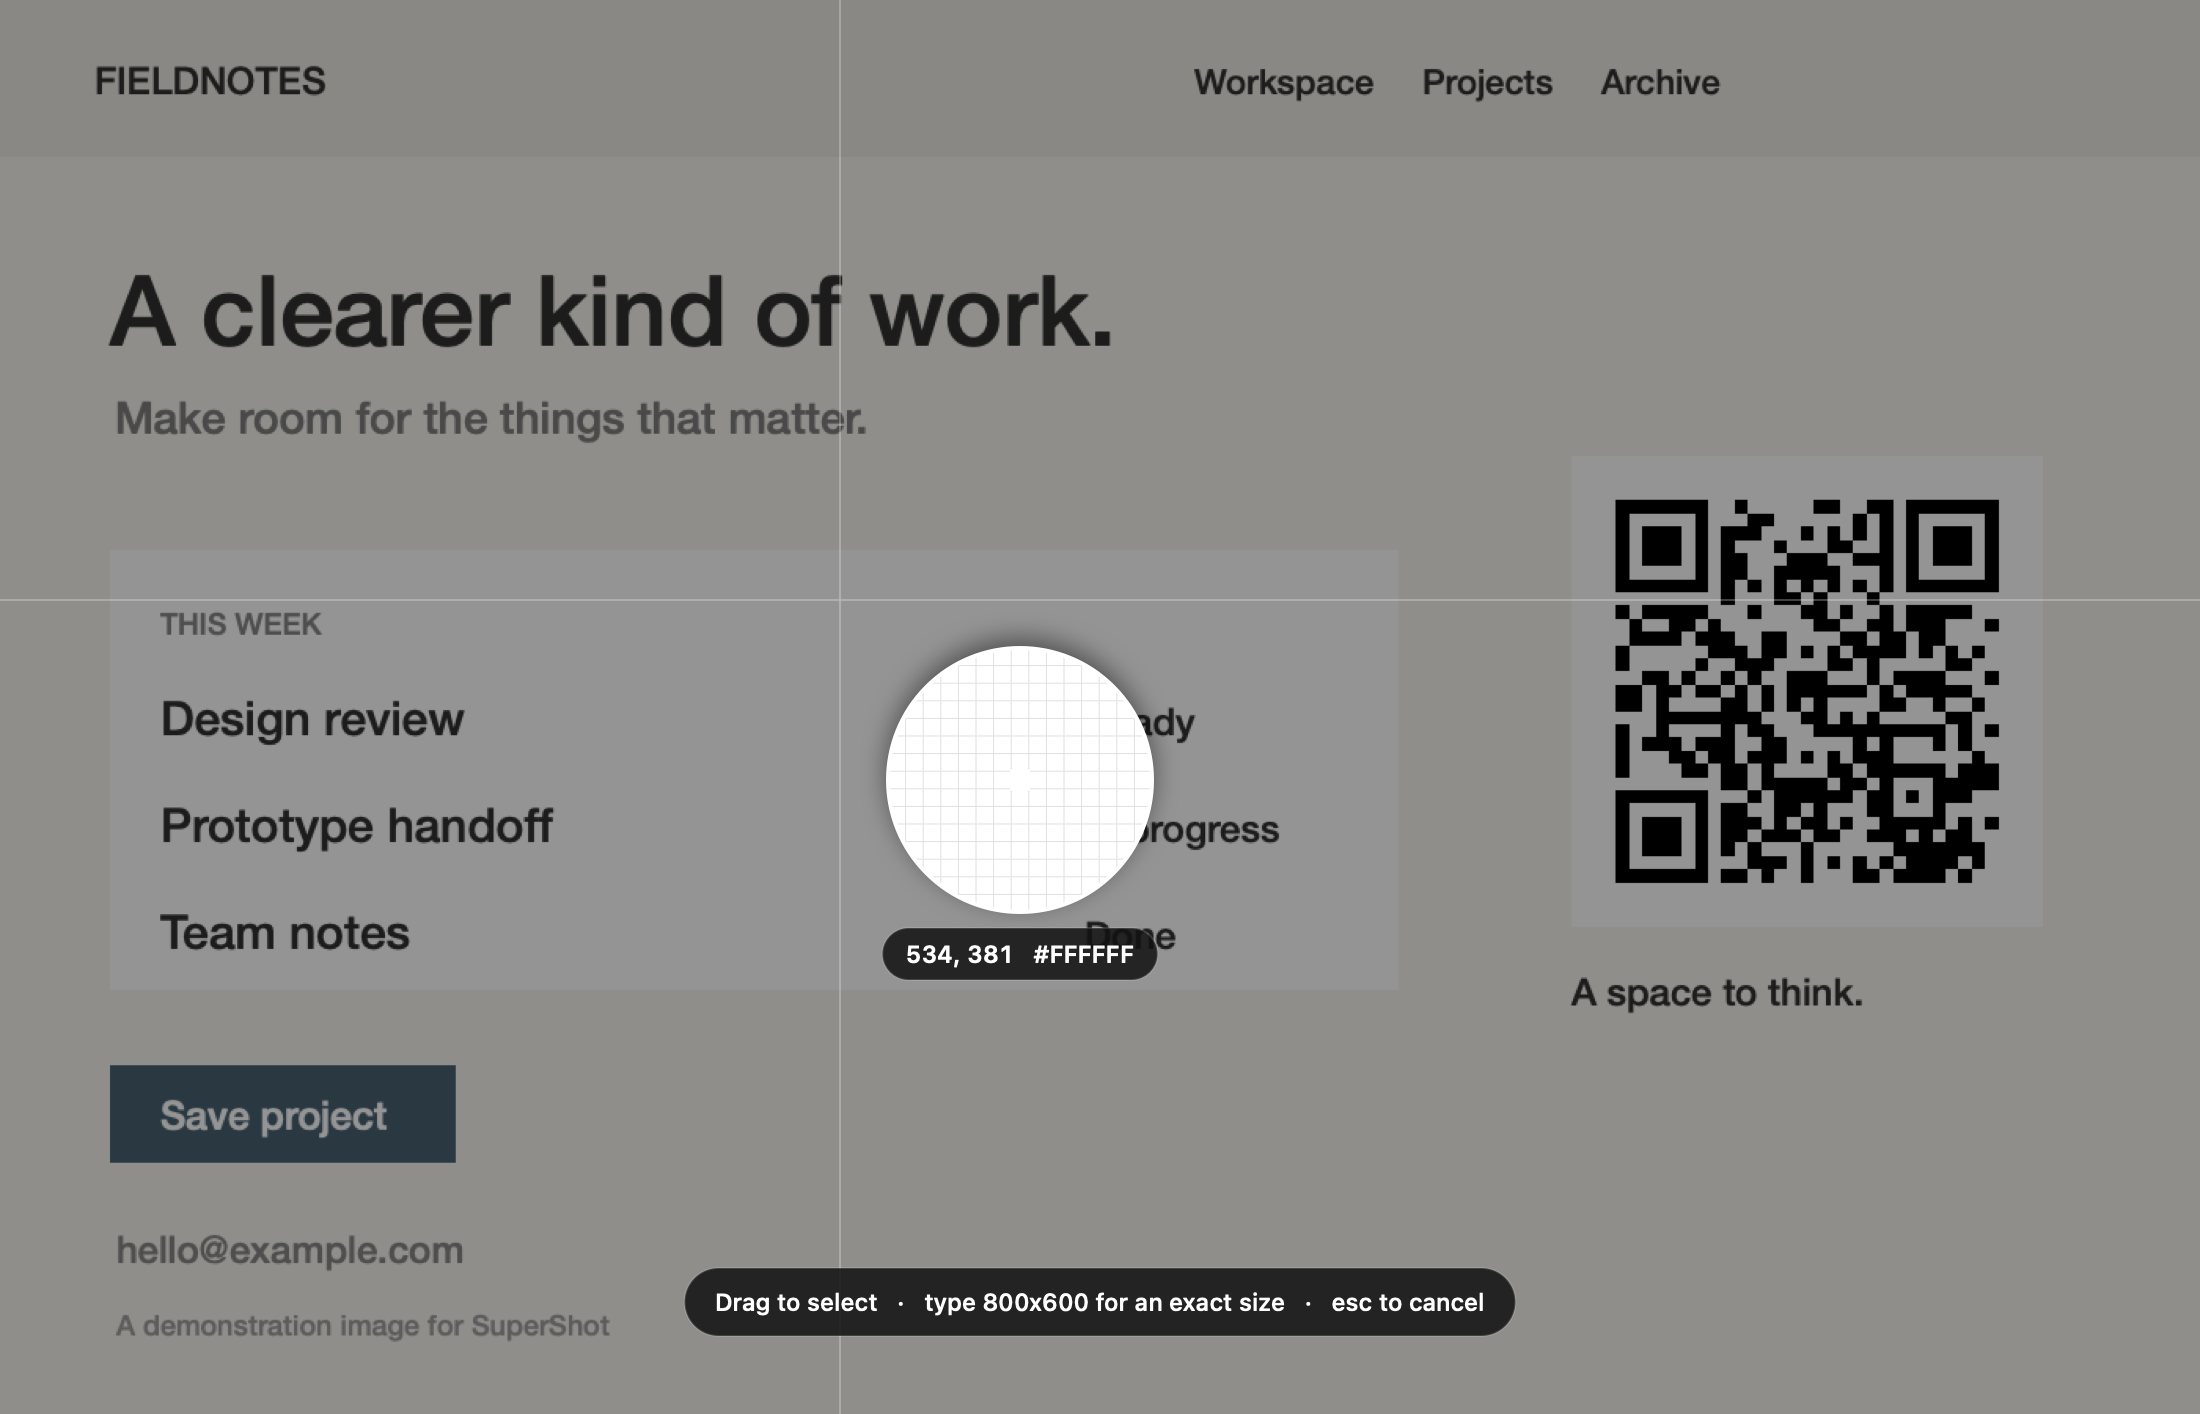 FIELDNOTES
Workspace Projects Archive
A clearer kind of work.
Make room for the things that matter.
THIS WEEK
Design review
Prototype handoff
Team notes
Done
534, 381 #FFFFFF
A space to think.
Save project
hello@example.com
A demonstration image for SuperShot
Drag to select · type 800x600 for an exact size · esc to cancel